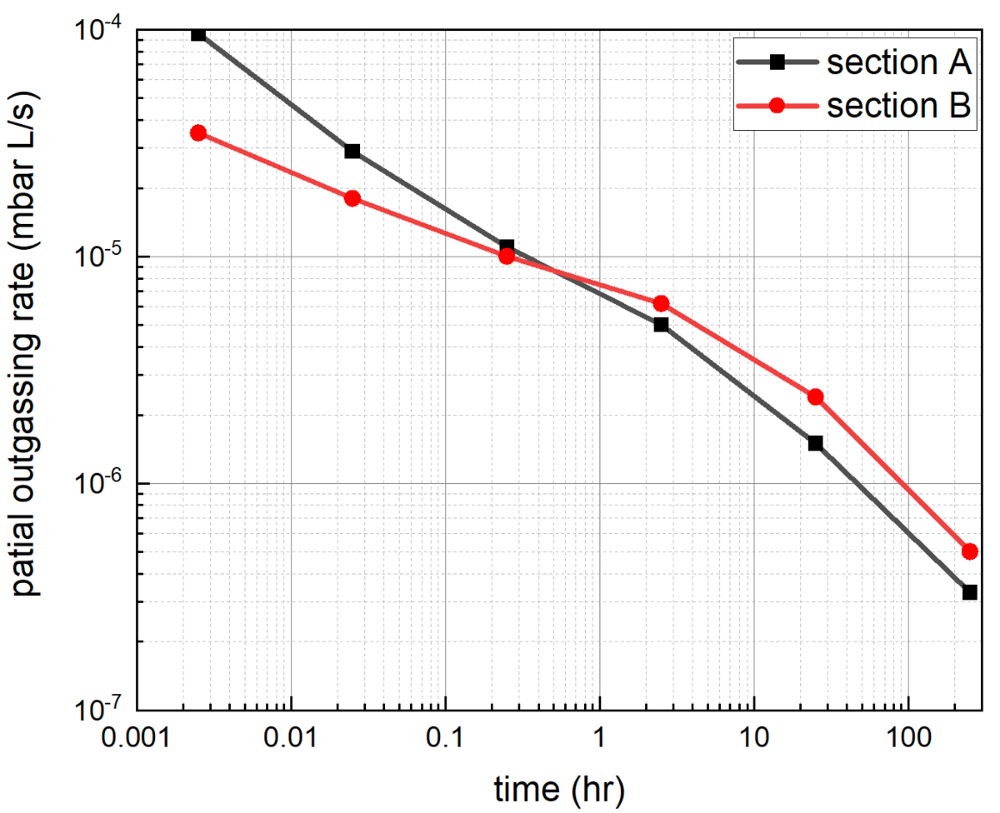 10⁻⁴
10⁻⁵
10⁻⁶
10⁻⁷
patial outgassing rate (mbar L/s)
section A
section B
0.001 0.01 0.1 1 10 100
time (hr)